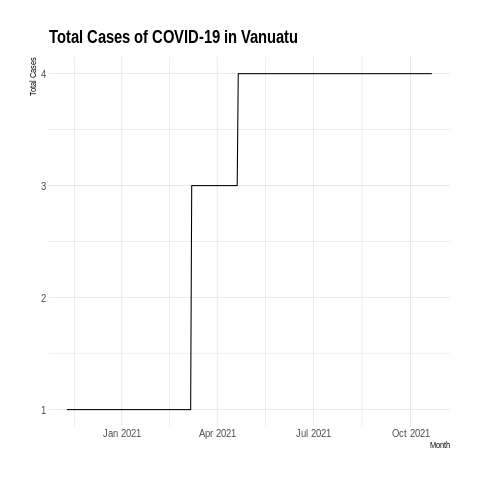 Total Cases of COVID-19 in Vanuatu
Total Cases
4
3
2
1
Jan 2021 Apr 2021 Jul 2021 Oct 2021
Month